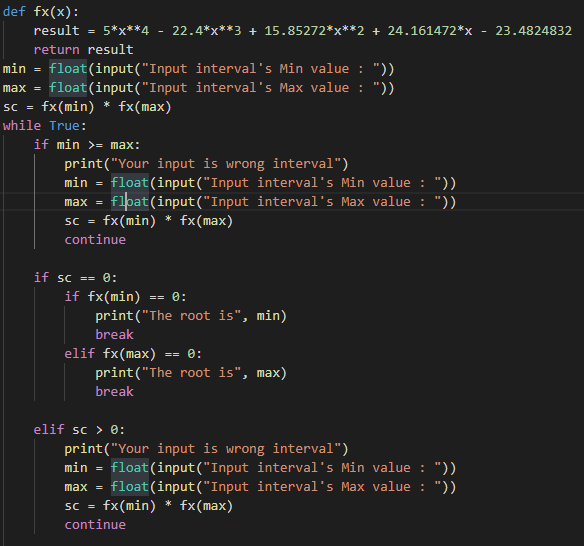 def fx(x):
    result = 5*x**4 - 22.4*x**3 + 15.85272*x**2 + 24.161472*x - 23.4824832
    return result
min = float(input("Input interval's Min value : "))
max = float(input("Input interval's Max value : "))
sc = fx(min) * fx(max)
while True:
    if min >= max:
        print("Your input is wrong interval")
        min = float(input("Input interval's Min value : "))
        max = float(input("Input interval's Max value : "))
        sc = fx(min) * fx(max)
        continue

    if sc == 0:
        if fx(min) == 0:
            print("The root is", min)
            break
        elif fx(max) == 0:
            print("The root is", max)
            break

    elif sc > 0:
        print("Your input is wrong interval")
        min = float(input("Input interval's Min value : "))
        max = float(input("Input interval's Max value : "))
        sc = fx(min) * fx(max)
        continue